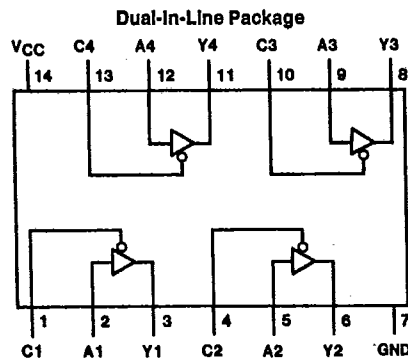 Dual-In-Line Package
VCC C4 A4 Y4 C3 A3 Y3
14 13 12 11 10 9 8
1 2 3 4 5 6 7
C1 A1 Y1 C2 A2 Y2 GND